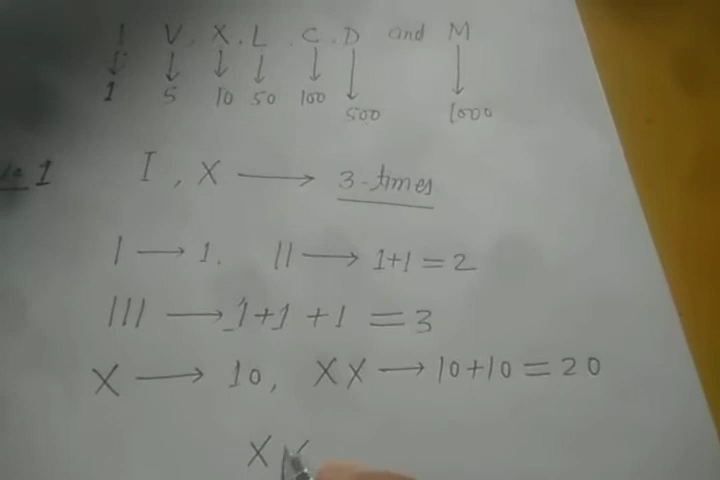 I V. X. L. C. D and M
↓ ↓ ↓ ↓ ↓ ↓ ↓
1 5 10 50 100 500 1000
1 I, X → 3-times
I → 1. II → 1+1=2
III → 1+1+1=3
X → 10, XX → 10+10=20
X